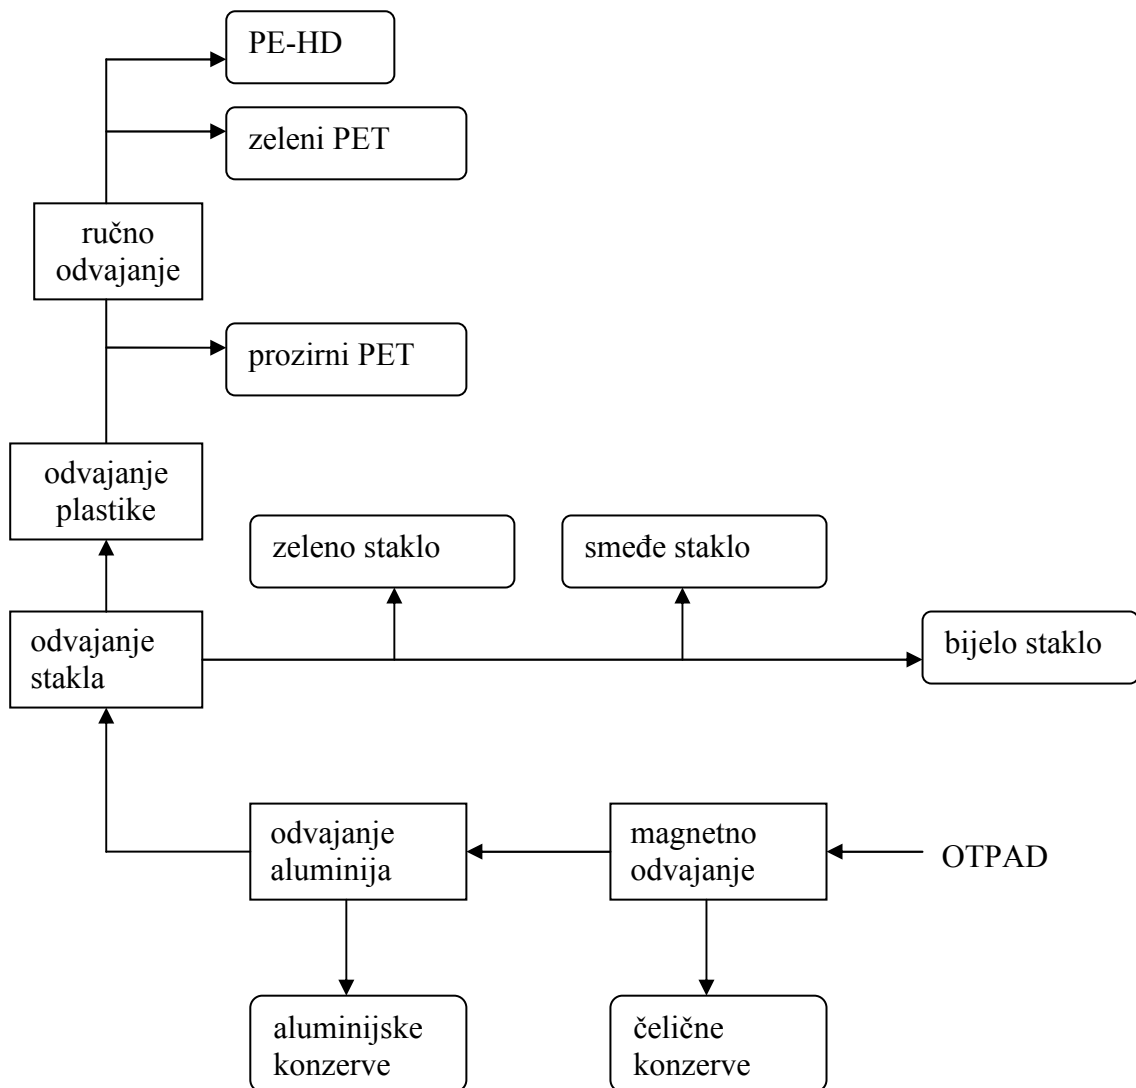 PE-HD
zeleni PET
ručno
odvajanje
prozirni PET
odvajanje
plastike
zeleno staklo
smeđe staklo
odvajanje
stakla
bijelo staklo
odvajanje
aluminija
magnetno
odvajanje
OTPAD
aluminijske
konzerve
čelične
konzerve